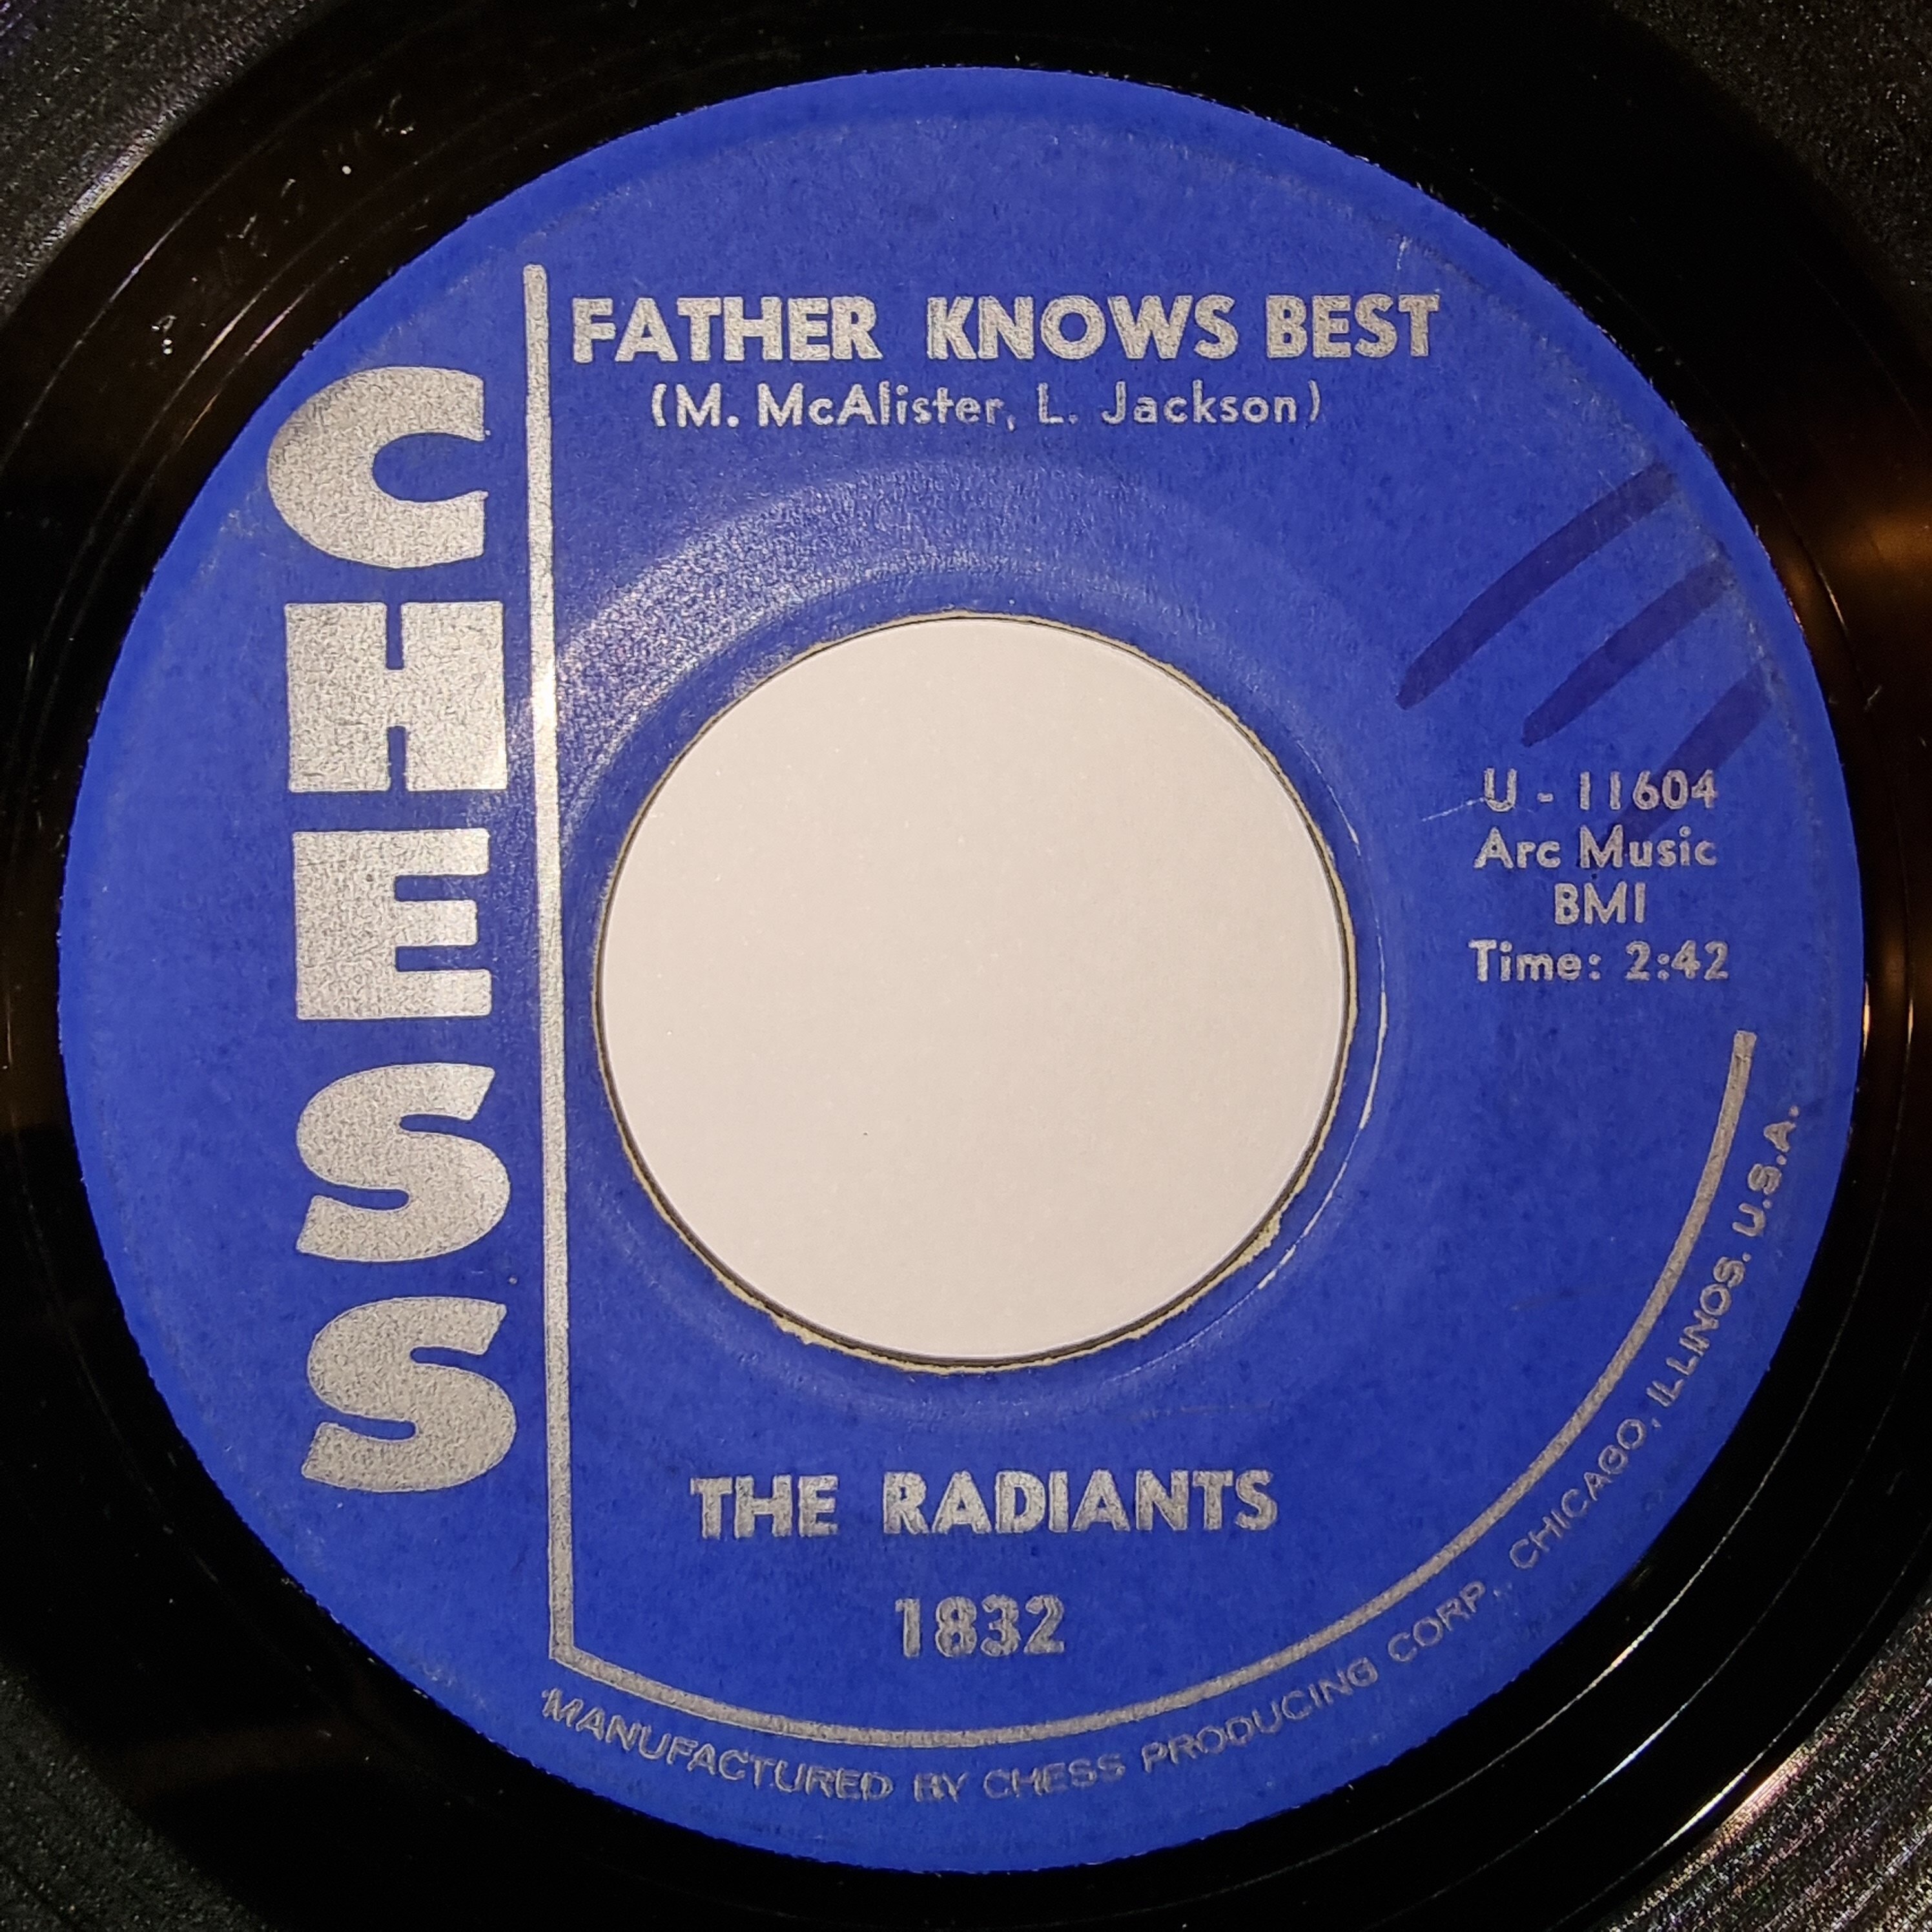 CHESS
FATHER KNOWS BEST
(M. McAlister, L. Jackson)
U - 11604
Arc Music
BMI
Time: 2:42
THE RADIANTS
1832
MANUFACTURED BY CHESS PRODUCING CORP., CHICAGO, ILLINOS. U.S.A.